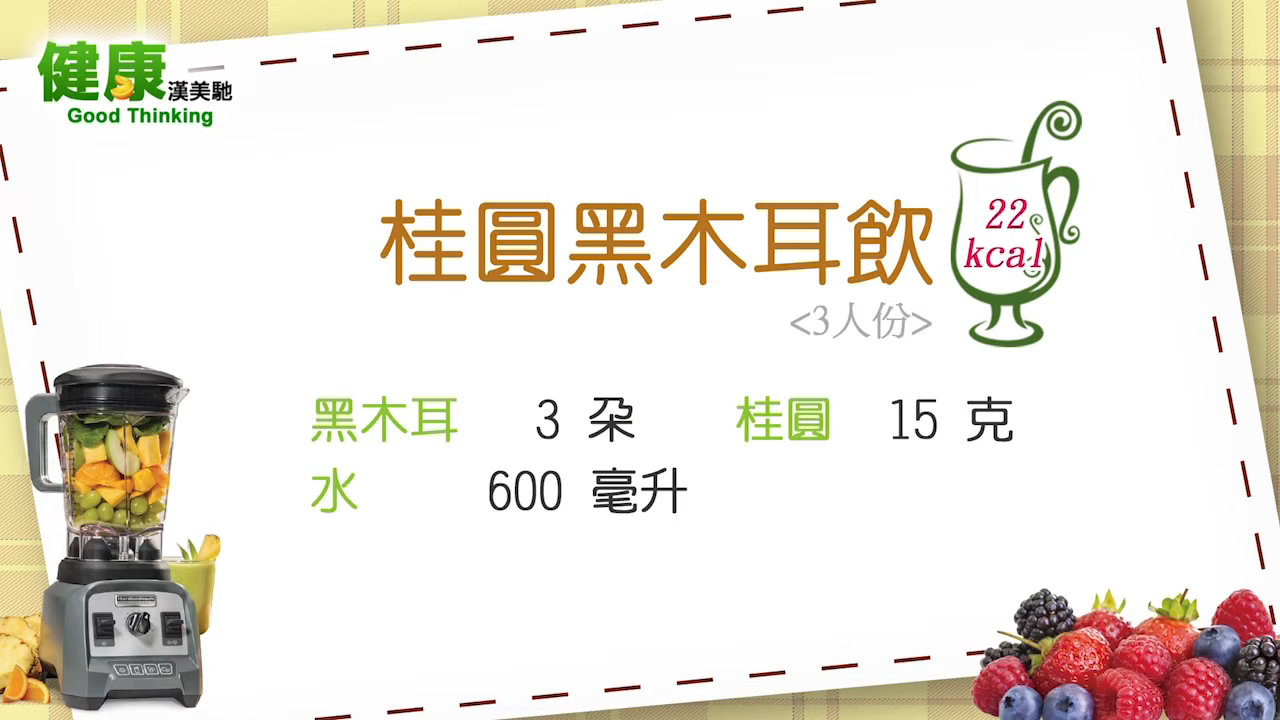 健康漢美馳
Good Thinking
桂圓黑木耳飲
22
kcal
<3人份>
黑木耳 3 朵 桂圓 15 克
水 600 毫升